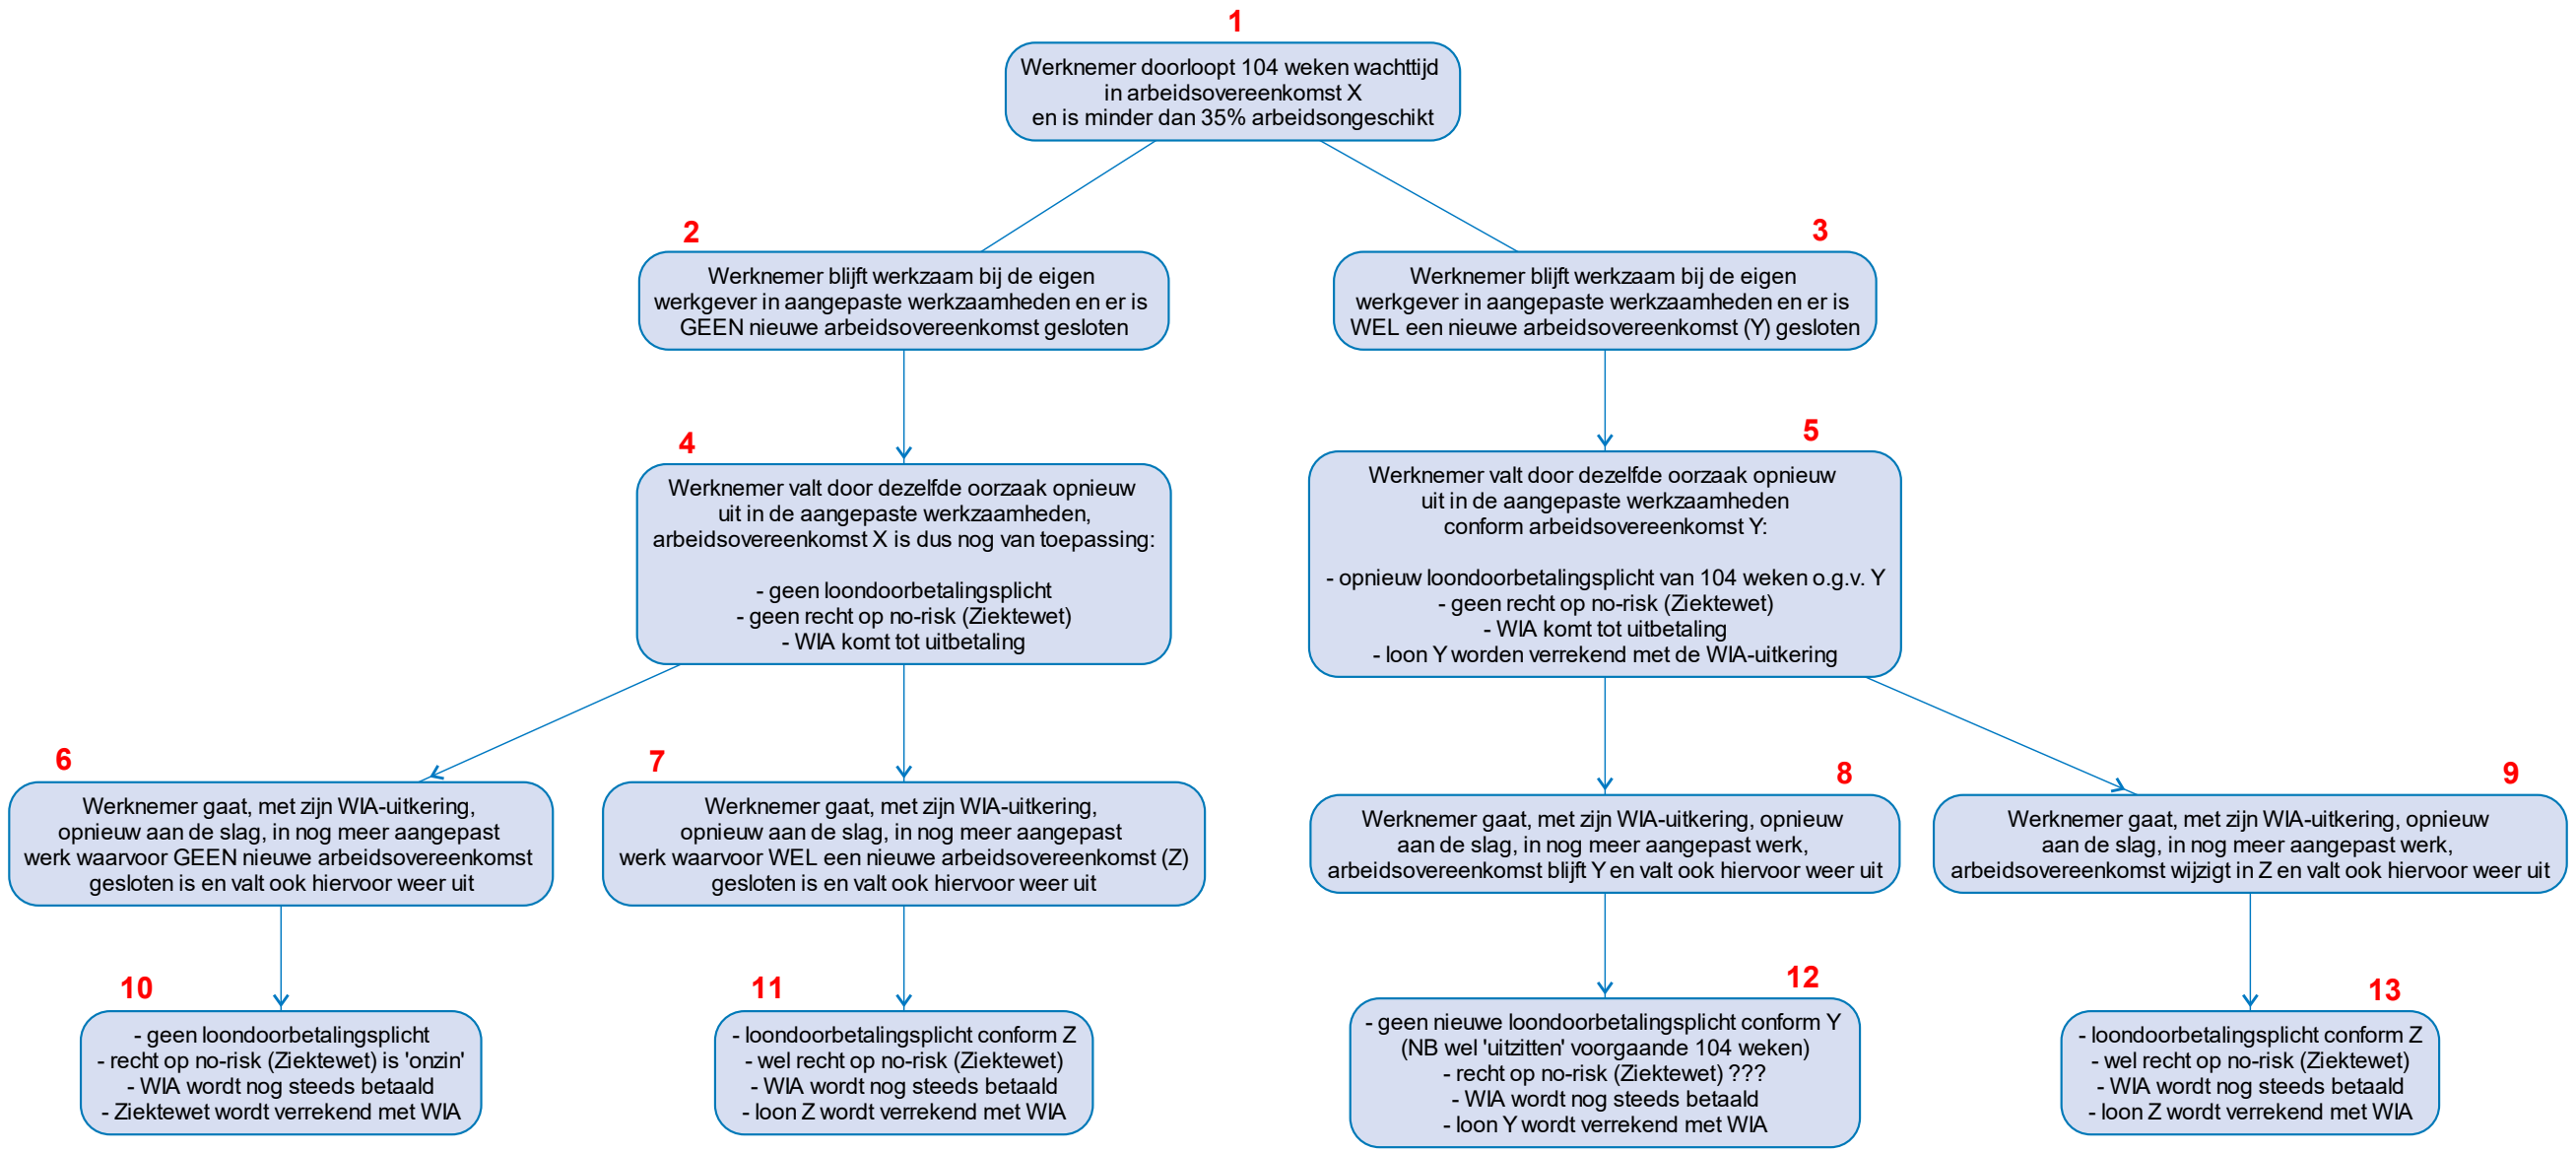 1
Werknemer doorloopt 104 weken wachttijd
in arbeidsovereenkomst X
en is minder dan 35% arbeidsongeschikt
2
Werknemer blijft werkzaam bij de eigen
werkgever in aangepaste werkzaamheden en er is
GEEN nieuwe arbeidsovereenkomst gesloten
3
Werknemer blijft werkzaam bij de eigen
werkgever in aangepaste werkzaamheden en er is
WEL een nieuwe arbeidsovereenkomst (Y) gesloten
4
Werknemer valt door dezelfde oorzaak opnieuw
uit in de aangepaste werkzaamheden,
arbeidsovereenkomst X is dus nog van toepassing:
- geen loondoorbetalingsplicht
- geen recht op no-risk (Ziektewet)
- WIA komt tot uitbetaling
5
Werknemer valt door dezelfde oorzaak opnieuw
uit in de aangepaste werkzaamheden
conform arbeidsovereenkomst Y:
- opnieuw loondoorbetalingsplicht van 104 weken o.g.v. Y
- geen recht op no-risk (Ziektewet)
- WIA komt tot uitbetaling
- loon Y worden verrekend met de WIA-uitkering
6
Werknemer gaat, met zijn WIA-uitkering,
opnieuw aan de slag, in nog meer aangepast
werk waarvoor GEEN nieuwe arbeidsovereenkomst
gesloten is en valt ook hiervoor weer uit
7
Werknemer gaat, met zijn WIA-uitkering,
opnieuw aan de slag, in nog meer aangepast
werk waarvoor WEL een nieuwe arbeidsovereenkomst (Z)
gesloten is en valt ook hiervoor weer uit
8
Werknemer gaat, met zijn WIA-uitkering, opnieuw
aan de slag, in nog meer aangepast werk,
arbeidsovereenkomst blijft Y en valt ook hiervoor weer uit
9
Werknemer gaat, met zijn WIA-uitkering, opnieuw
aan de slag, in nog meer aangepast werk,
arbeidsovereenkomst wijzigt in Z en valt ook hiervoor weer uit
10
- geen loondoorbetalingsplicht
- recht op no-risk (Ziektewet) is 'onzin'
- WIA wordt nog steeds betaald
- Ziektewet wordt verrekend met WIA
11
- loondoorbetalingsplicht conform Z
- wel recht op no-risk (Ziektewet)
- WIA wordt nog steeds betaald
- loon Z wordt verrekend met WIA
12
- geen nieuwe loondoorbetalingsplicht conform Y
(NB wel 'uitzitten' voorgaande 104 weken)
- recht op no-risk (Ziektewet) ???
- WIA wordt nog steeds betaald
- loon Y wordt verrekend met WIA
13
- loondoorbetalingsplicht conform Z
- wel recht op no-risk (Ziektewet)
- WIA wordt nog steeds betaald
- loon Z wordt verrekend met WIA